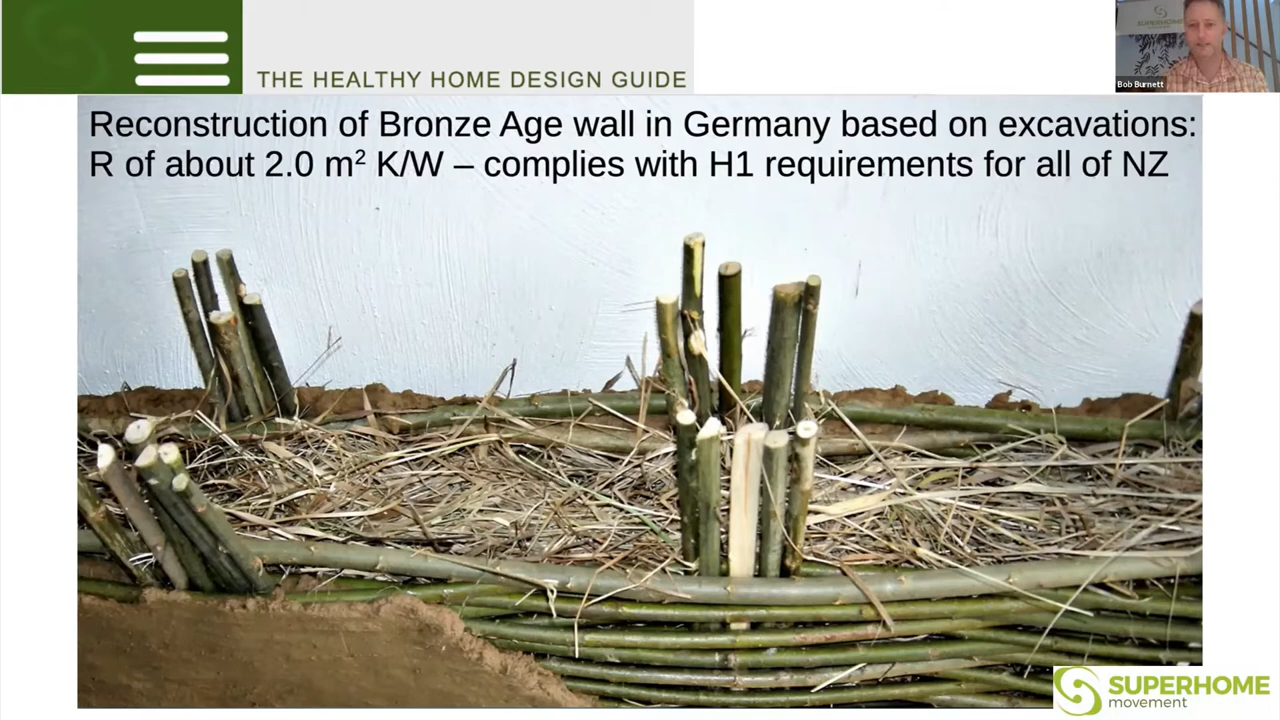 THE HEALTHY HOME DESIGN GUIDE
SUPERHOME
Bob Burnett
Reconstruction of Bronze Age wall in Germany based on excavations:
R of about 2.0 m² K/W – complies with H1 requirements for all of NZ
SUPERHOME
movement